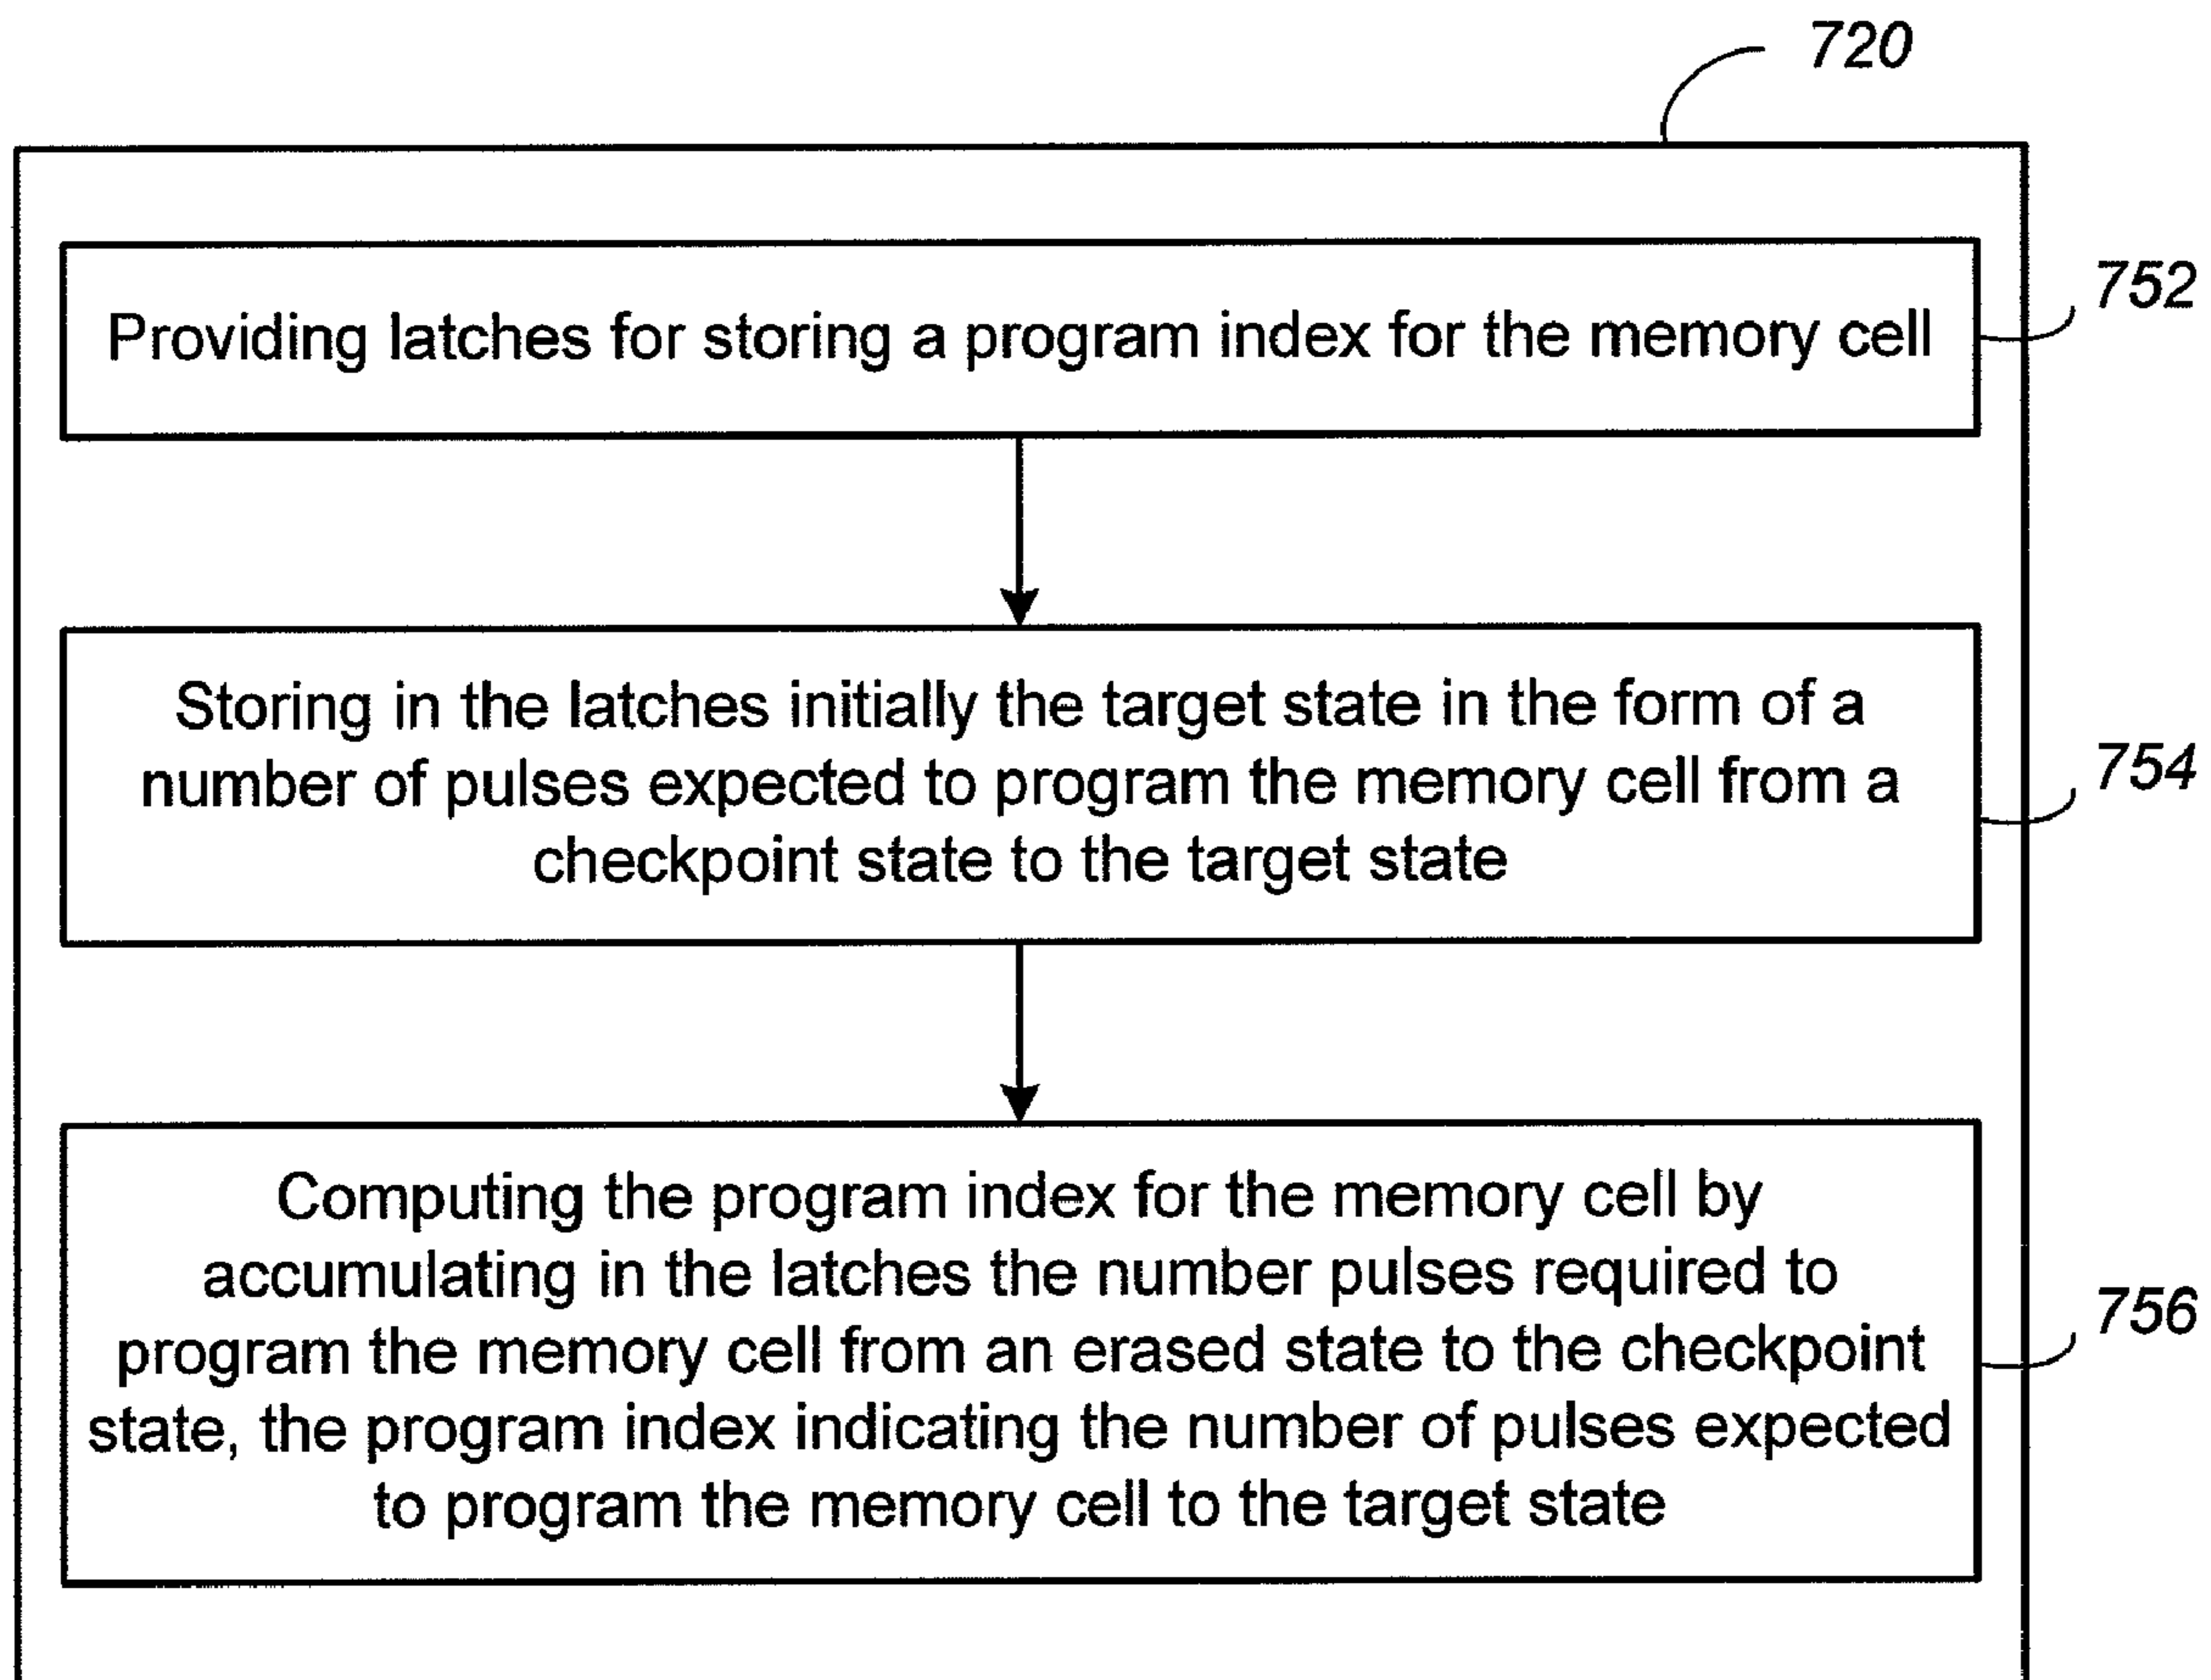 720
Providing latches for storing a program index for the memory cell
752
Storing in the latches initially the target state in the form of a
number of pulses expected to program the memory cell from a
checkpoint state to the target state
754
Computing the program index for the memory cell by
accumulating in the latches the number pulses required to
program the memory cell from an erased state to the checkpoint
state, the program index indicating the number of pulses expected
to program the memory cell to the target state
756